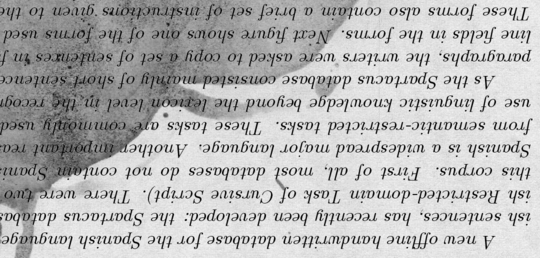 A new offline handwritten database for the Spanish language
ish sentences, has recently been developed: the Spartacus databas
ish Restricted-domain Task of Cursive Script). There were two
this corpus. First of all, most databases do not contain Spani
Spanish is a widespread major language. Another important rea
from semantic-restricted tasks. These tasks are commonly used
use of linguistic knowledge beyond the lexicon level in the recogn
As the Spartacus database consisted mainly of short sentence
paragraphs, the writers were asked to copy a set of sentences in f
line fields in the forms. Next figure shows one of the forms used
These forms also contain a brief set of instructions given to the